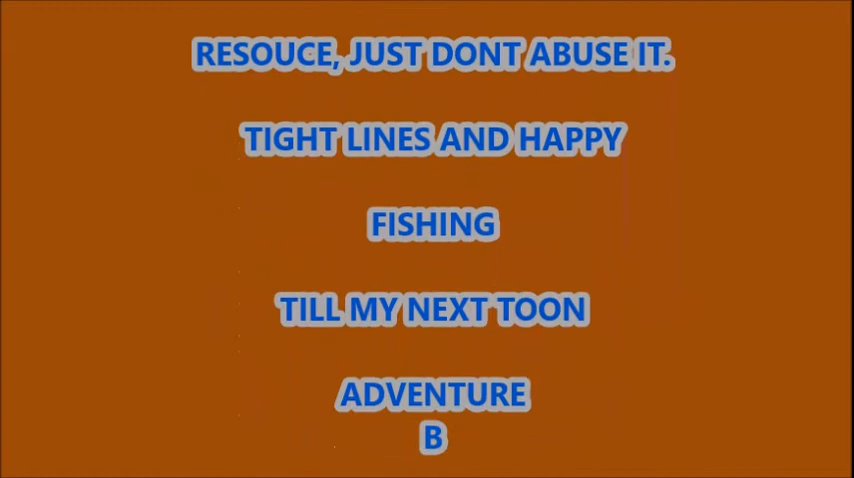 RESOUCE, JUST DONT ABUSE IT.
TIGHT LINES AND HAPPY
FISHING
TILL MY NEXT TOON
ADVENTURE
B